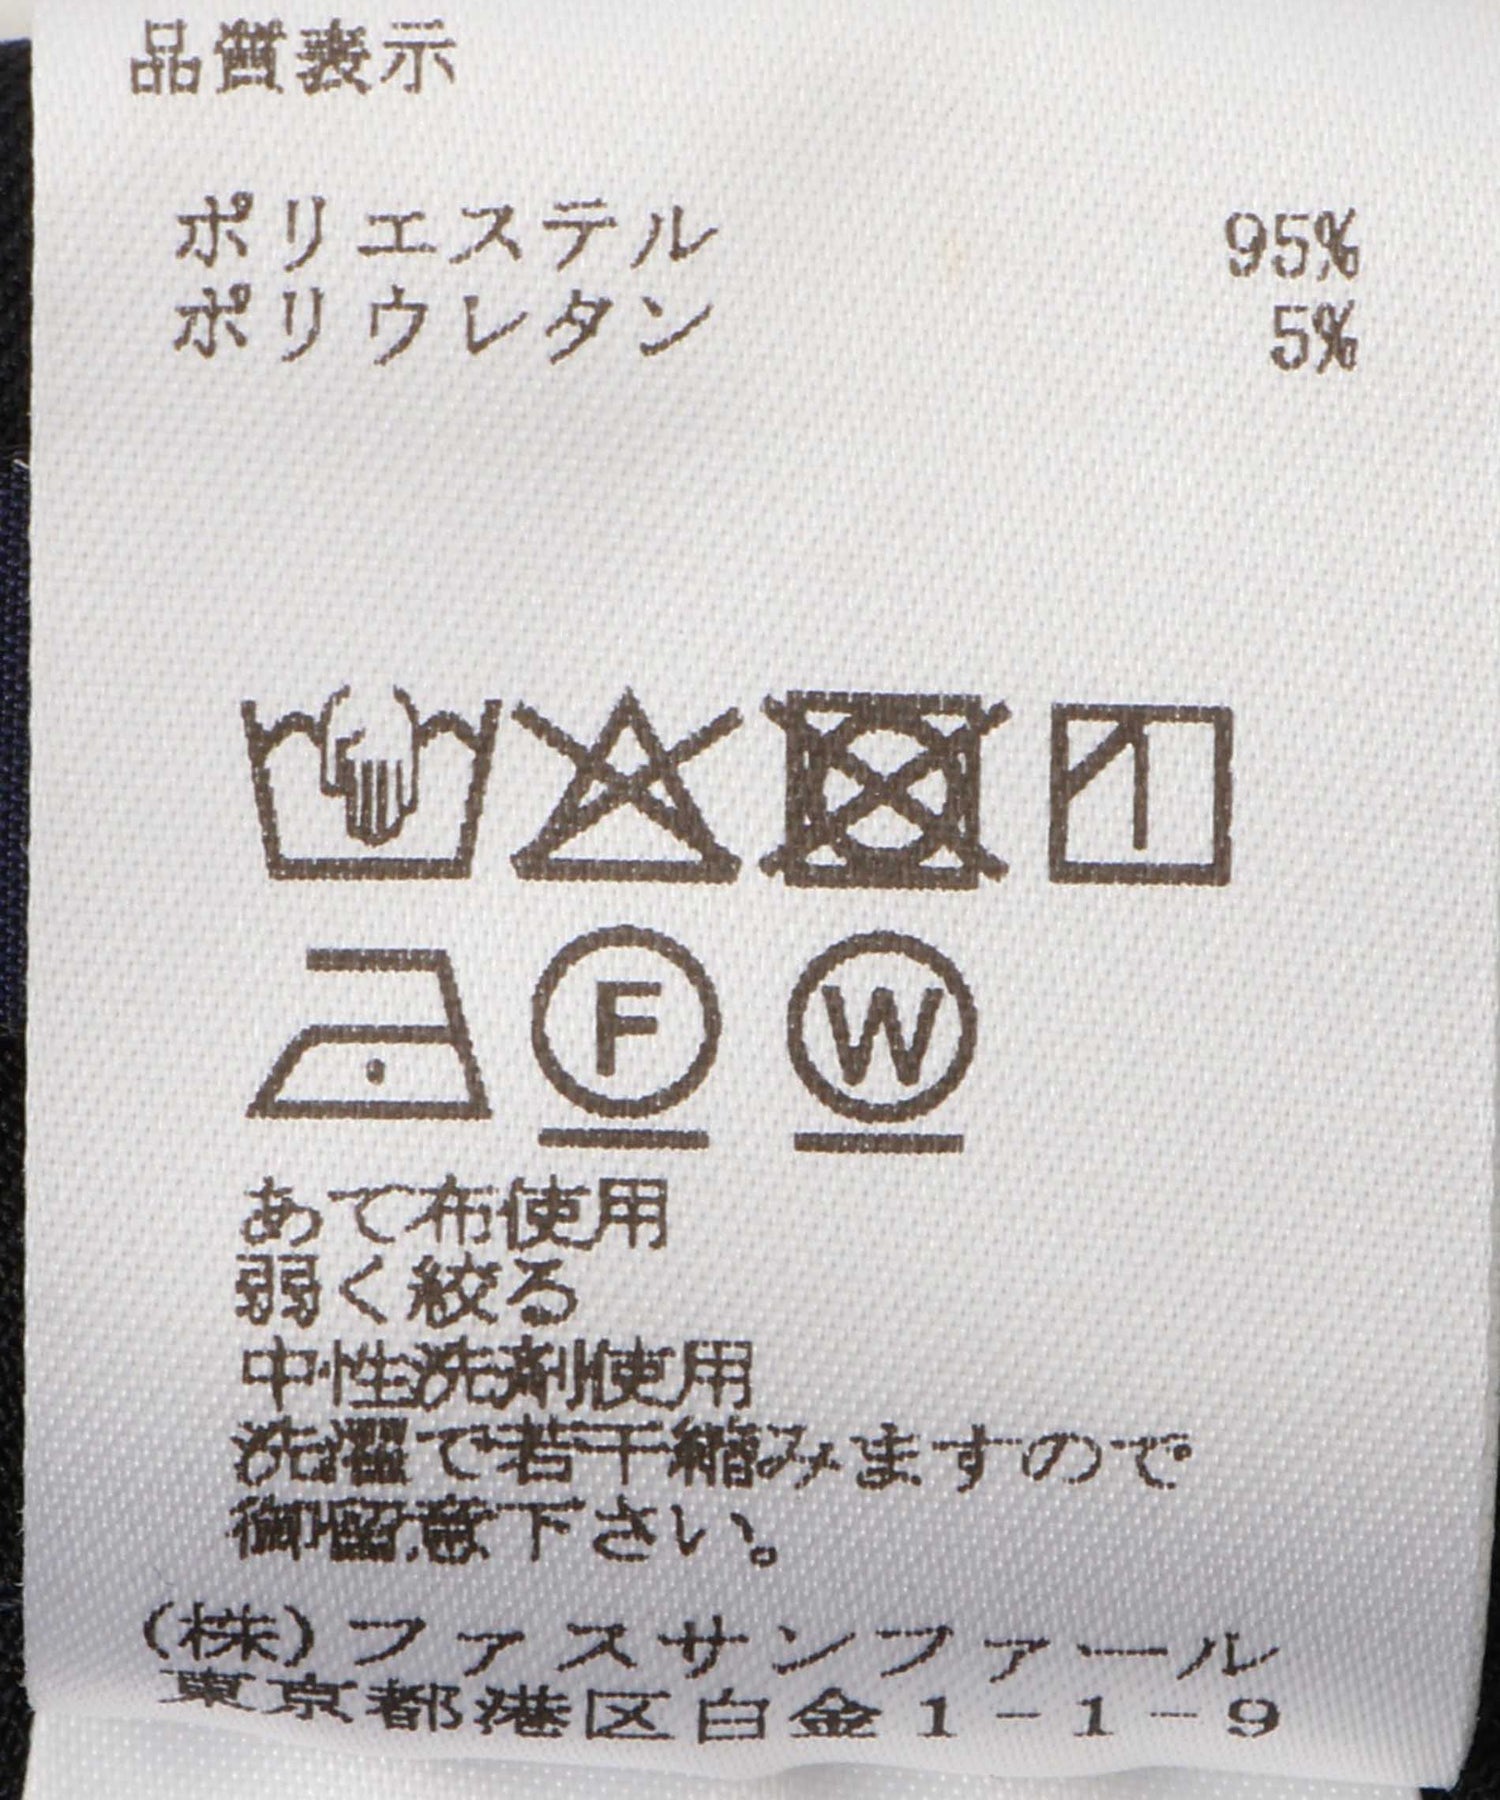 品質表示
ポリエステル 95%
ポリウレタン 5%
F W
あて布使用
弱く絞る
中性洗剤使用
洗濯で若干縮みますので
御留意下さい。
(株)ファスサンファール
東京都港区白金1-1-9